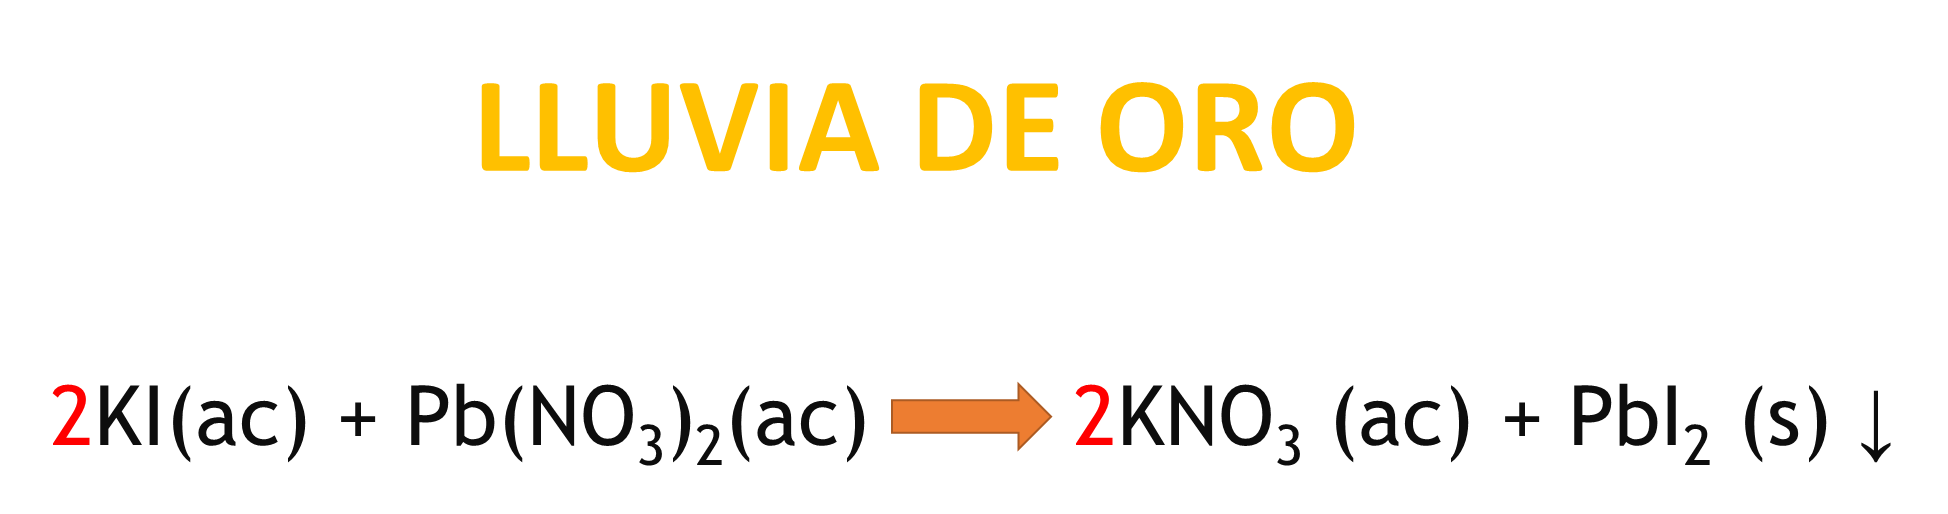 LLUVIA DE ORO
2KI(ac) + Pb(NO₃)₂(ac) → 2KNO₃ (ac) + PbI₂ (s) ↓